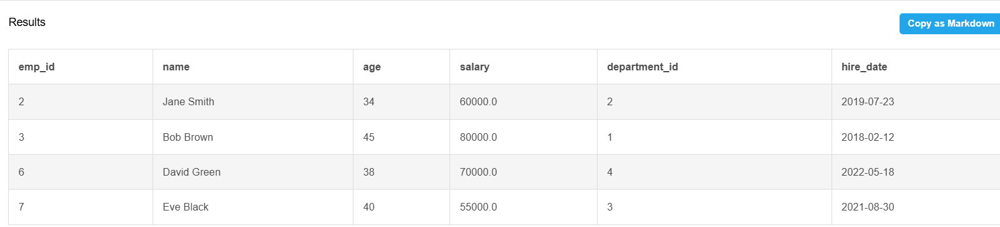 Results
Copy as Markdown
emp_id name age salary department_id hire_date
2 Jane Smith 34 60000.0 2 2019-07-23
3 Bob Brown 45 80000.0 1 2018-02-12
6 David Green 38 70000.0 4 2022-05-18
7 Eve Black 40 55000.0 3 2021-08-30